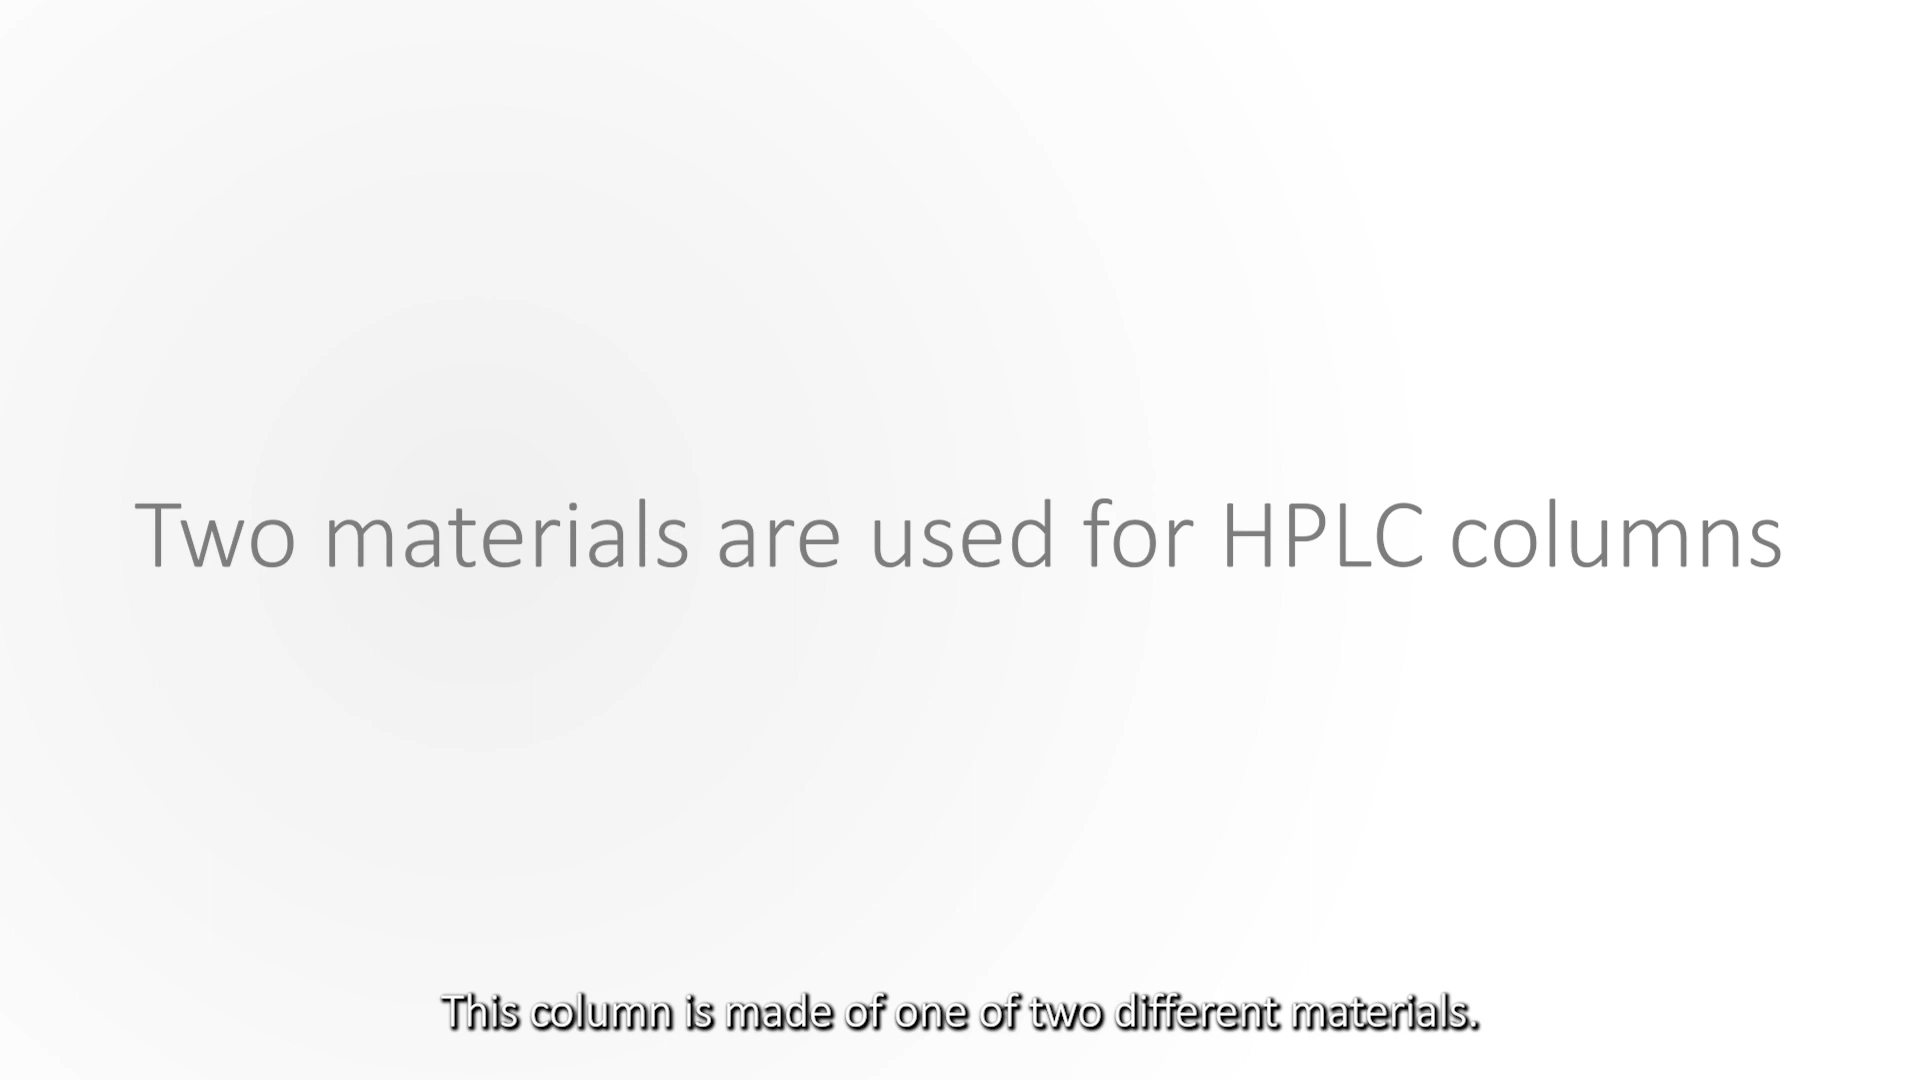 Two materials are used for HPLC columns
This column is made of one of two different materials.